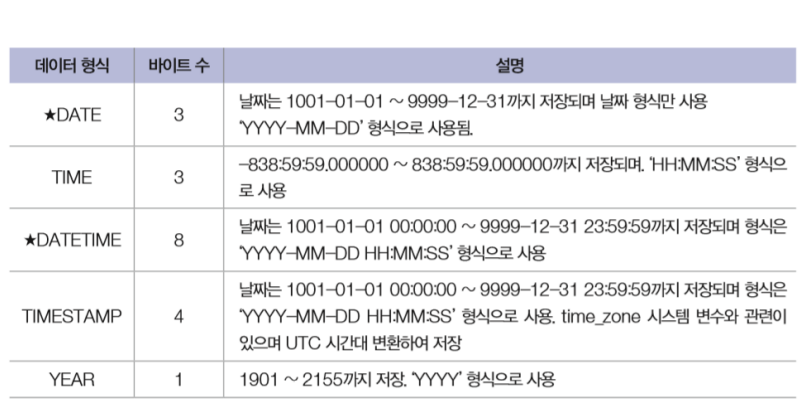 데이터 형식 바이트 수 설명
★DATE 3 날짜는 1001-01-01 ~ 9999-12-31까지 저장되며 날짜 형식만 사용
‘YYYY-MM-DD’ 형식으로 사용됨.
TIME 3 -838:59:59.000000 ~ 838:59:59.000000까지 저장되며. ‘HH:MM:SS’ 형식으
로 사용
★DATETIME 8 날짜는 1001-01-01 00:00:00 ~ 9999-12-31 23:59:59까지 저장되며 형식은
‘YYYY-MM-DD HH:MM:SS’ 형식으로 사용
TIMESTAMP 4 날짜는 1001-01-01 00:00:00 ~ 9999-12-31 23:59:59까지 저장되며 형식은
‘YYYY-MM-DD HH:MM:SS’ 형식으로 사용. time_zone 시스템 변수와 관련이
있으며 UTC 시간대 변환하여 저장
YEAR 1 1901 ~ 2155까지 저장. ‘YYYY’ 형식으로 사용